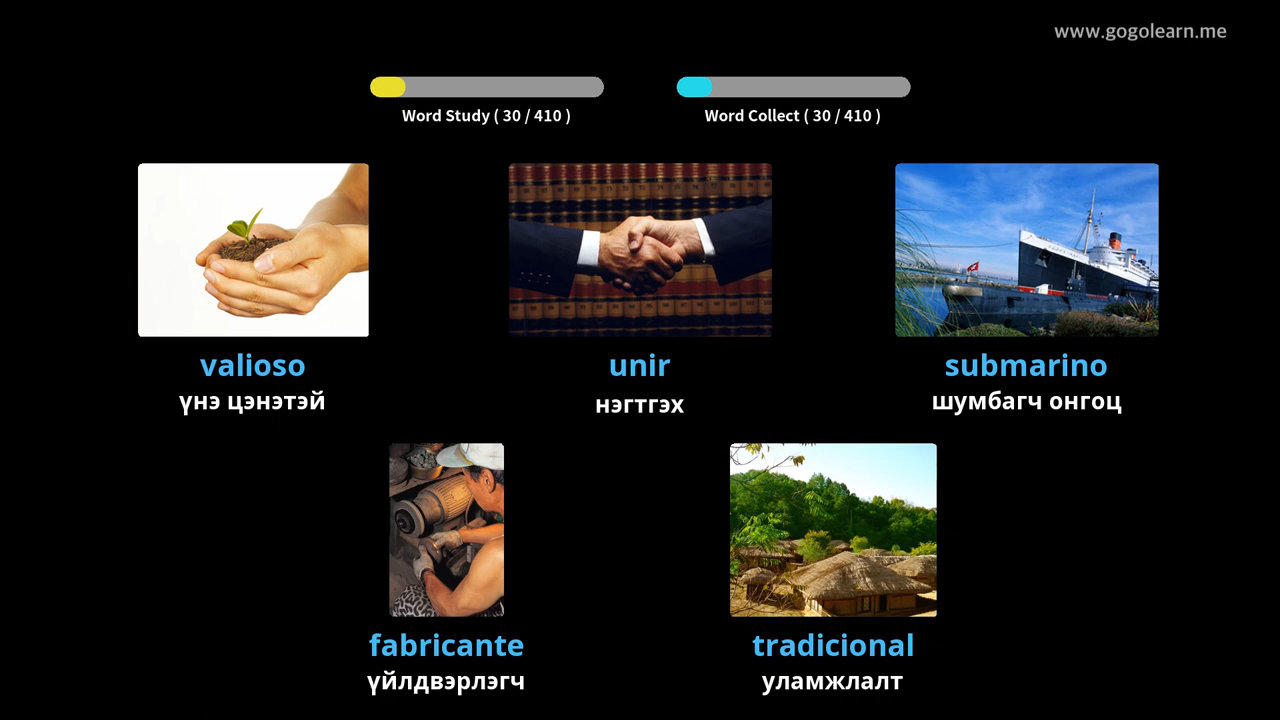 www.gogolearn.me
Word Study ( 30 / 410 )
Word Collect ( 30 / 410 )
valioso
үнэ цэнэтэй
unir
нэгтгэх
submarino
шумбагч онгоц
fabricante
үйлдвэрлэгч
tradicional
уламжлалт